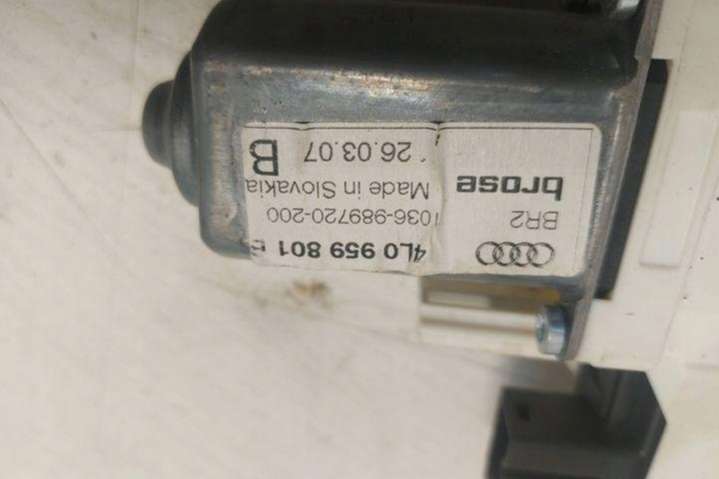 4L0 959 801
BR2 1036-989720-200
brose Made in Slovakia
26.03.07 B